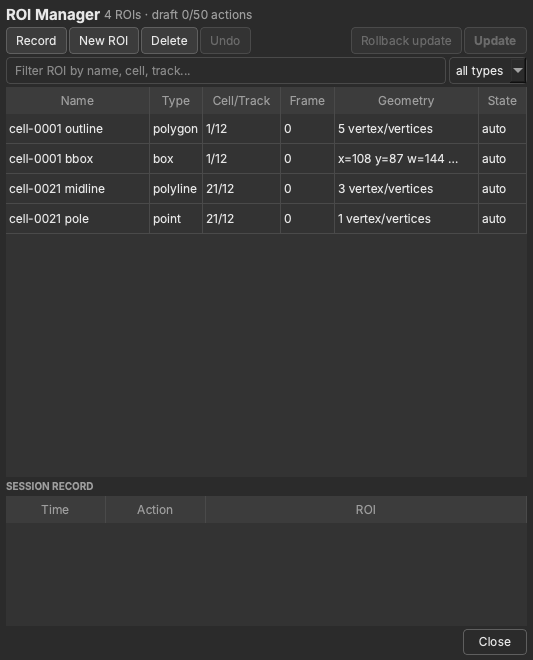 ROI Manager 4 ROIs · draft 0/50 actions
Record New ROI Delete Undo Rollback update Update
Filter ROI by name, cell, track... all types
Name Type Cell/Track Frame Geometry State
cell-0001 outline polygon 1/12 0 5 vertex/vertices auto
cell-0001 bbox box 1/12 0 x=108 y=87 w=144 ... auto
cell-0021 midline polyline 21/12 0 3 vertex/vertices auto
cell-0021 pole point 21/12 0 1 vertex/vertices auto
SESSION RECORD
Time Action ROI
Close